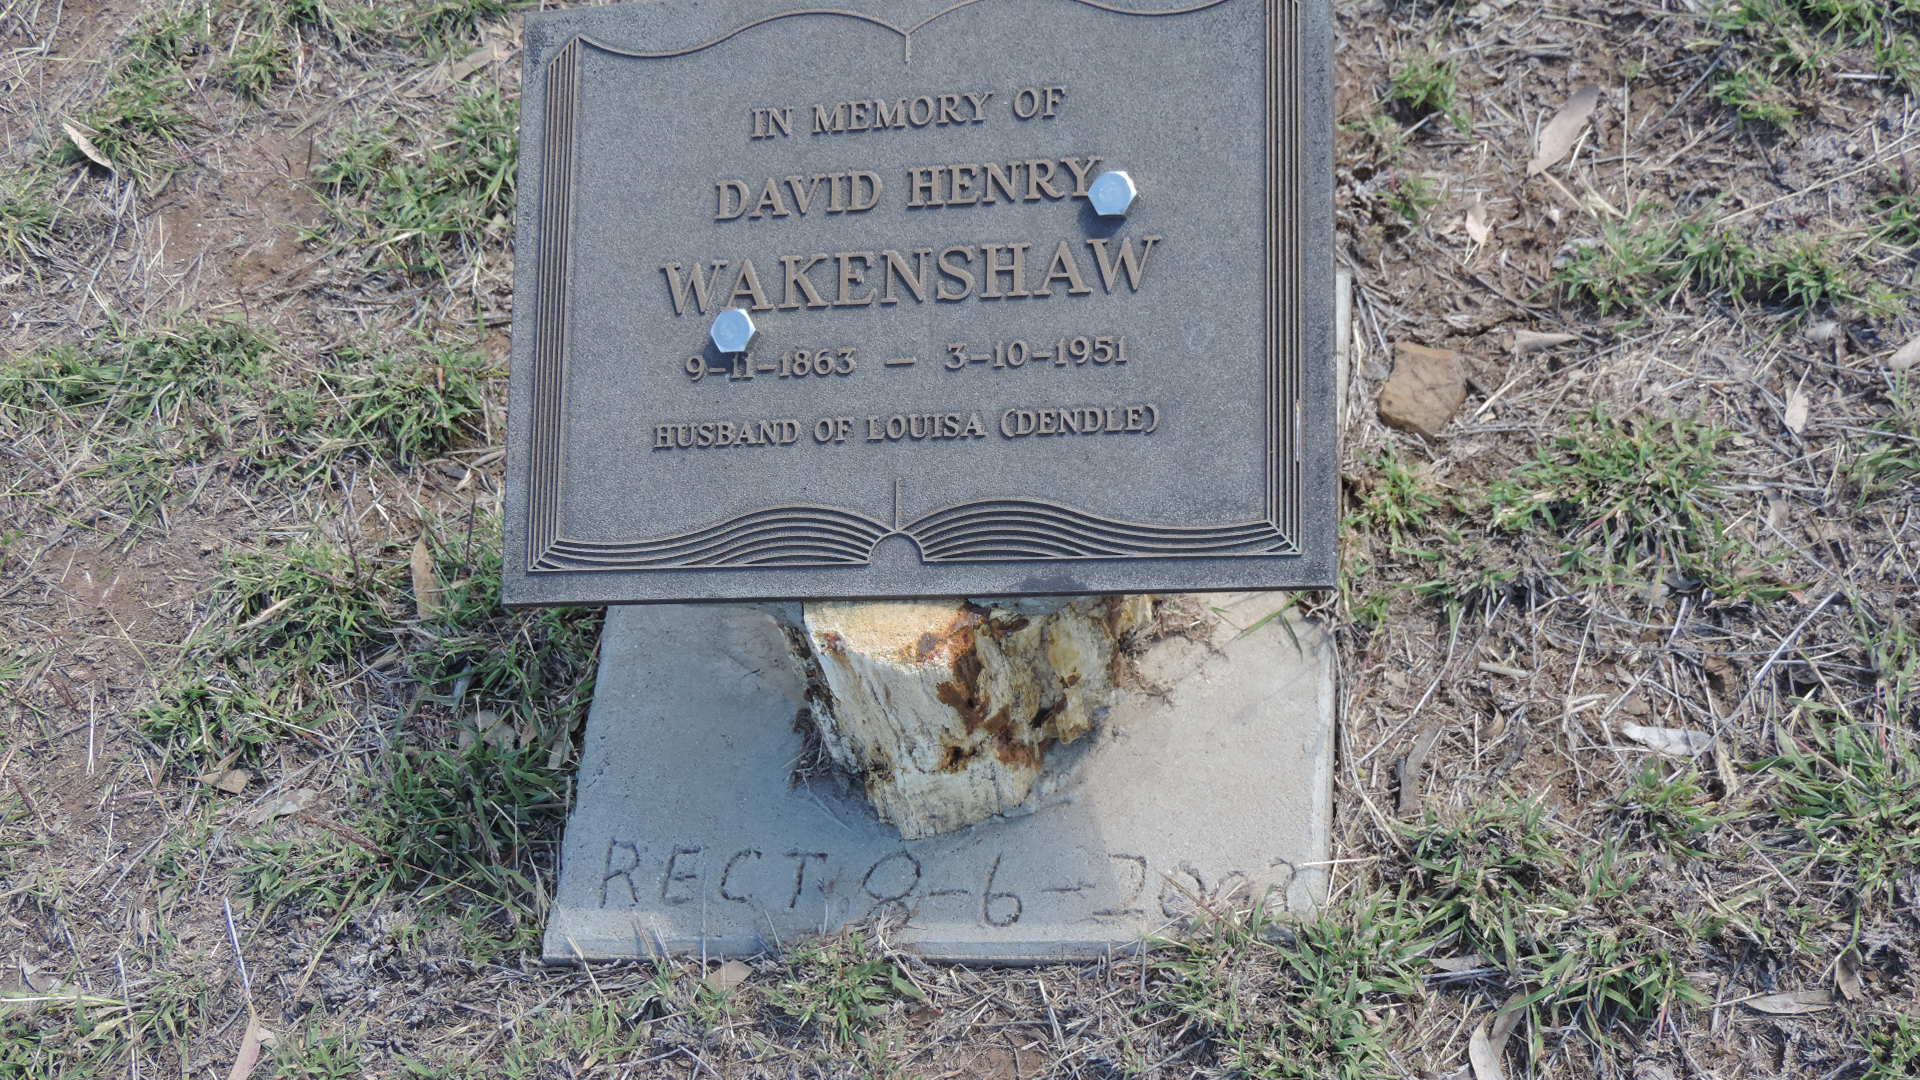 IN MEMORY OF
DAVID HENRY
WAKENSHAW
9-11-1863 — 3-10-1951
HUSBAND OF LOUISA (DENDLE)
RECT. 8-6-2002